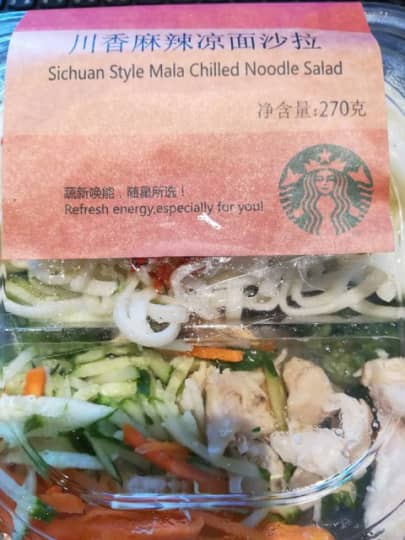 川香麻辣凉面沙拉
Sichuan Style Mala Chilled Noodle Salad
净含量:270克
蔬新唤能，随星所选！
Refresh energy,especially for you!